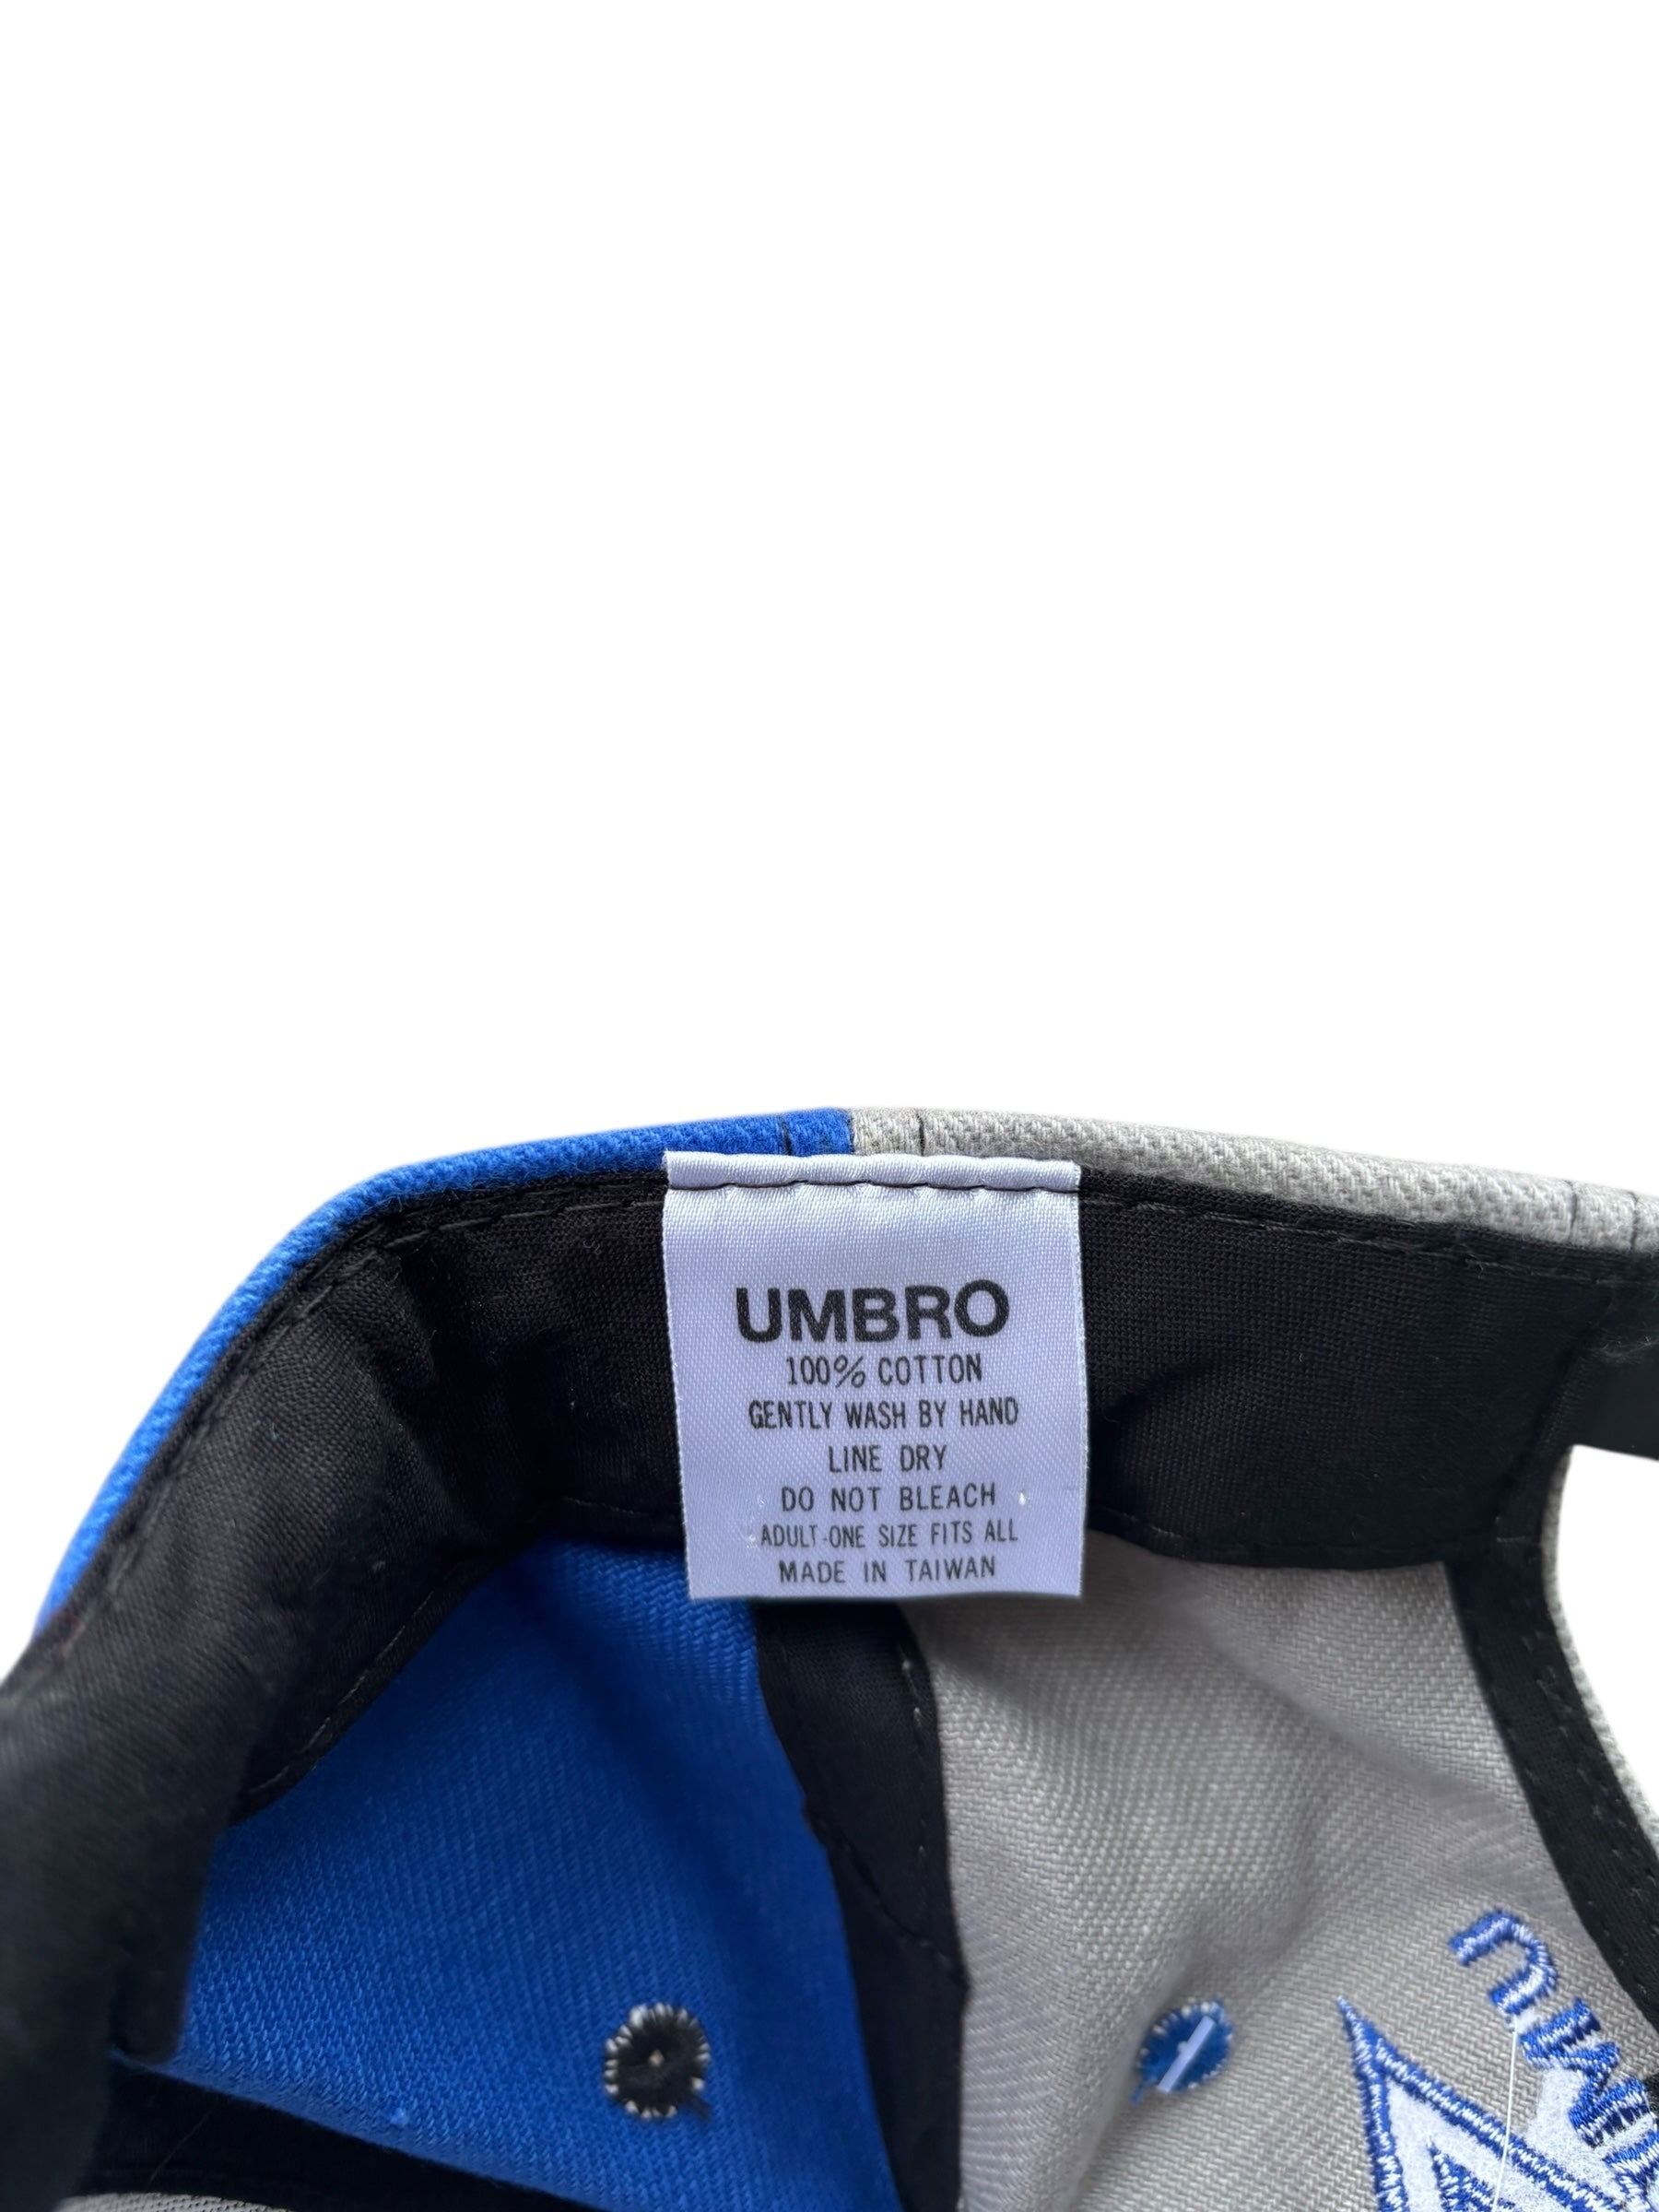 UMBRO
100% COTTON
GENTLY WASH BY HAND
LINE DRY
DO NOT BLEACH
ADULT-ONE SIZE FITS ALL
MADE IN TAIWAN